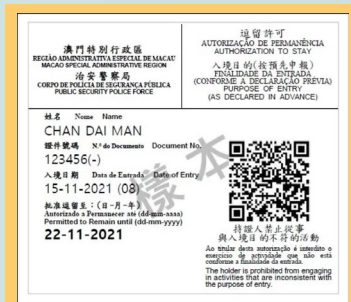 澳門特別行政區
REGIÃO ADMINISTRATIVA ESPECIAL DE MACAU
MACAO SPECIAL ADMINISTRATIVE REGION
治安警察局
CORPO DE POLÍCIA DE SEGURANÇA PÚBLICA
PUBLIC SECURITY POLICE FORCE
逗留許可
AUTORIZAÇÃO DE PERMANÊNCIA
AUTHORIZATION TO STAY
入境目的(按預先申報)
FINALIDADE DA ENTRADA
(CONFORME A DECLARAÇÃO PRÉVIA)
PURPOSE OF ENTRY
(AS DECLARED IN ADVANCE)
姓名 Nome Name
CHAN DAI MAN
證件號碼 N.º do Documento Document No.
123456(-)
入境日期 Data de Entrada Date of Entry
15-11-2021 (08)
批准逗留至：(日-月-年)
Autorizado a Permanecer até (dd-mm-aaaa)
Permitted to Remain until (dd-mm-yyyy)
22-11-2021
樣本
持證人禁止從事
與入境目的不符的活動
Ao titular desta autorização é interdito o
exercício de actividade que não está
conforme a finalidade da entrada.
The holder is prohibited from engaging
in activities that are inconsistent with
the purpose of entry.